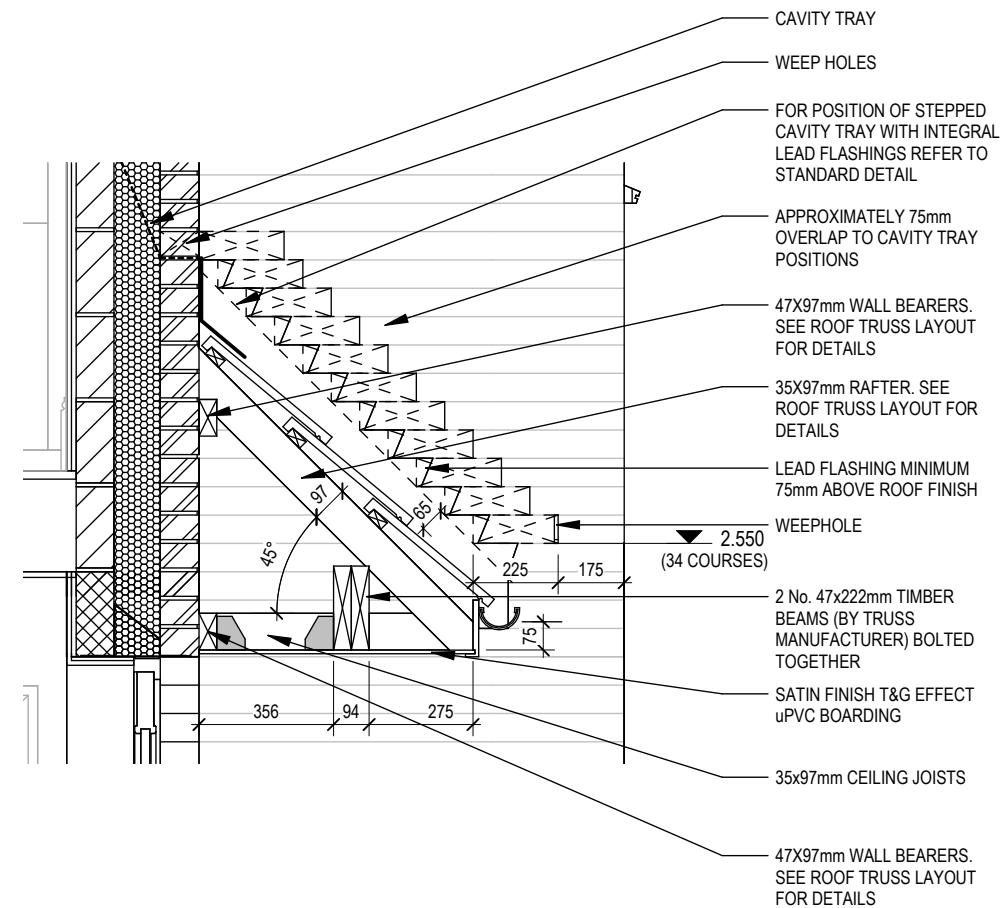 CAVITY TRAY
WEEP HOLES
FOR POSITION OF STEPPED
CAVITY TRAY WITH INTEGRAL
LEAD FLASHINGS REFER TO
STANDARD DETAIL
APPROXIMATELY 75mm
OVERLAP TO CAVITY TRAY
POSITIONS
47X97mm WALL BEARERS.
SEE ROOF TRUSS LAYOUT
FOR DETAILS
35X97mm RAFTER. SEE
ROOF TRUSS LAYOUT FOR
DETAILS
LEAD FLASHING MINIMUM
75mm ABOVE ROOF FINISH
WEEPHOLE
2.550
(34 COURSES)
97
65
45°
225
175
2 No. 47x222mm TIMBER
BEAMS (BY TRUSS
MANUFACTURER) BOLTED
TOGETHER
75
SATIN FINISH T&G EFFECT
uPVC BOARDING
356
94
275
35x97mm CEILING JOISTS
47X97mm WALL BEARERS.
SEE ROOF TRUSS LAYOUT
FOR DETAILS